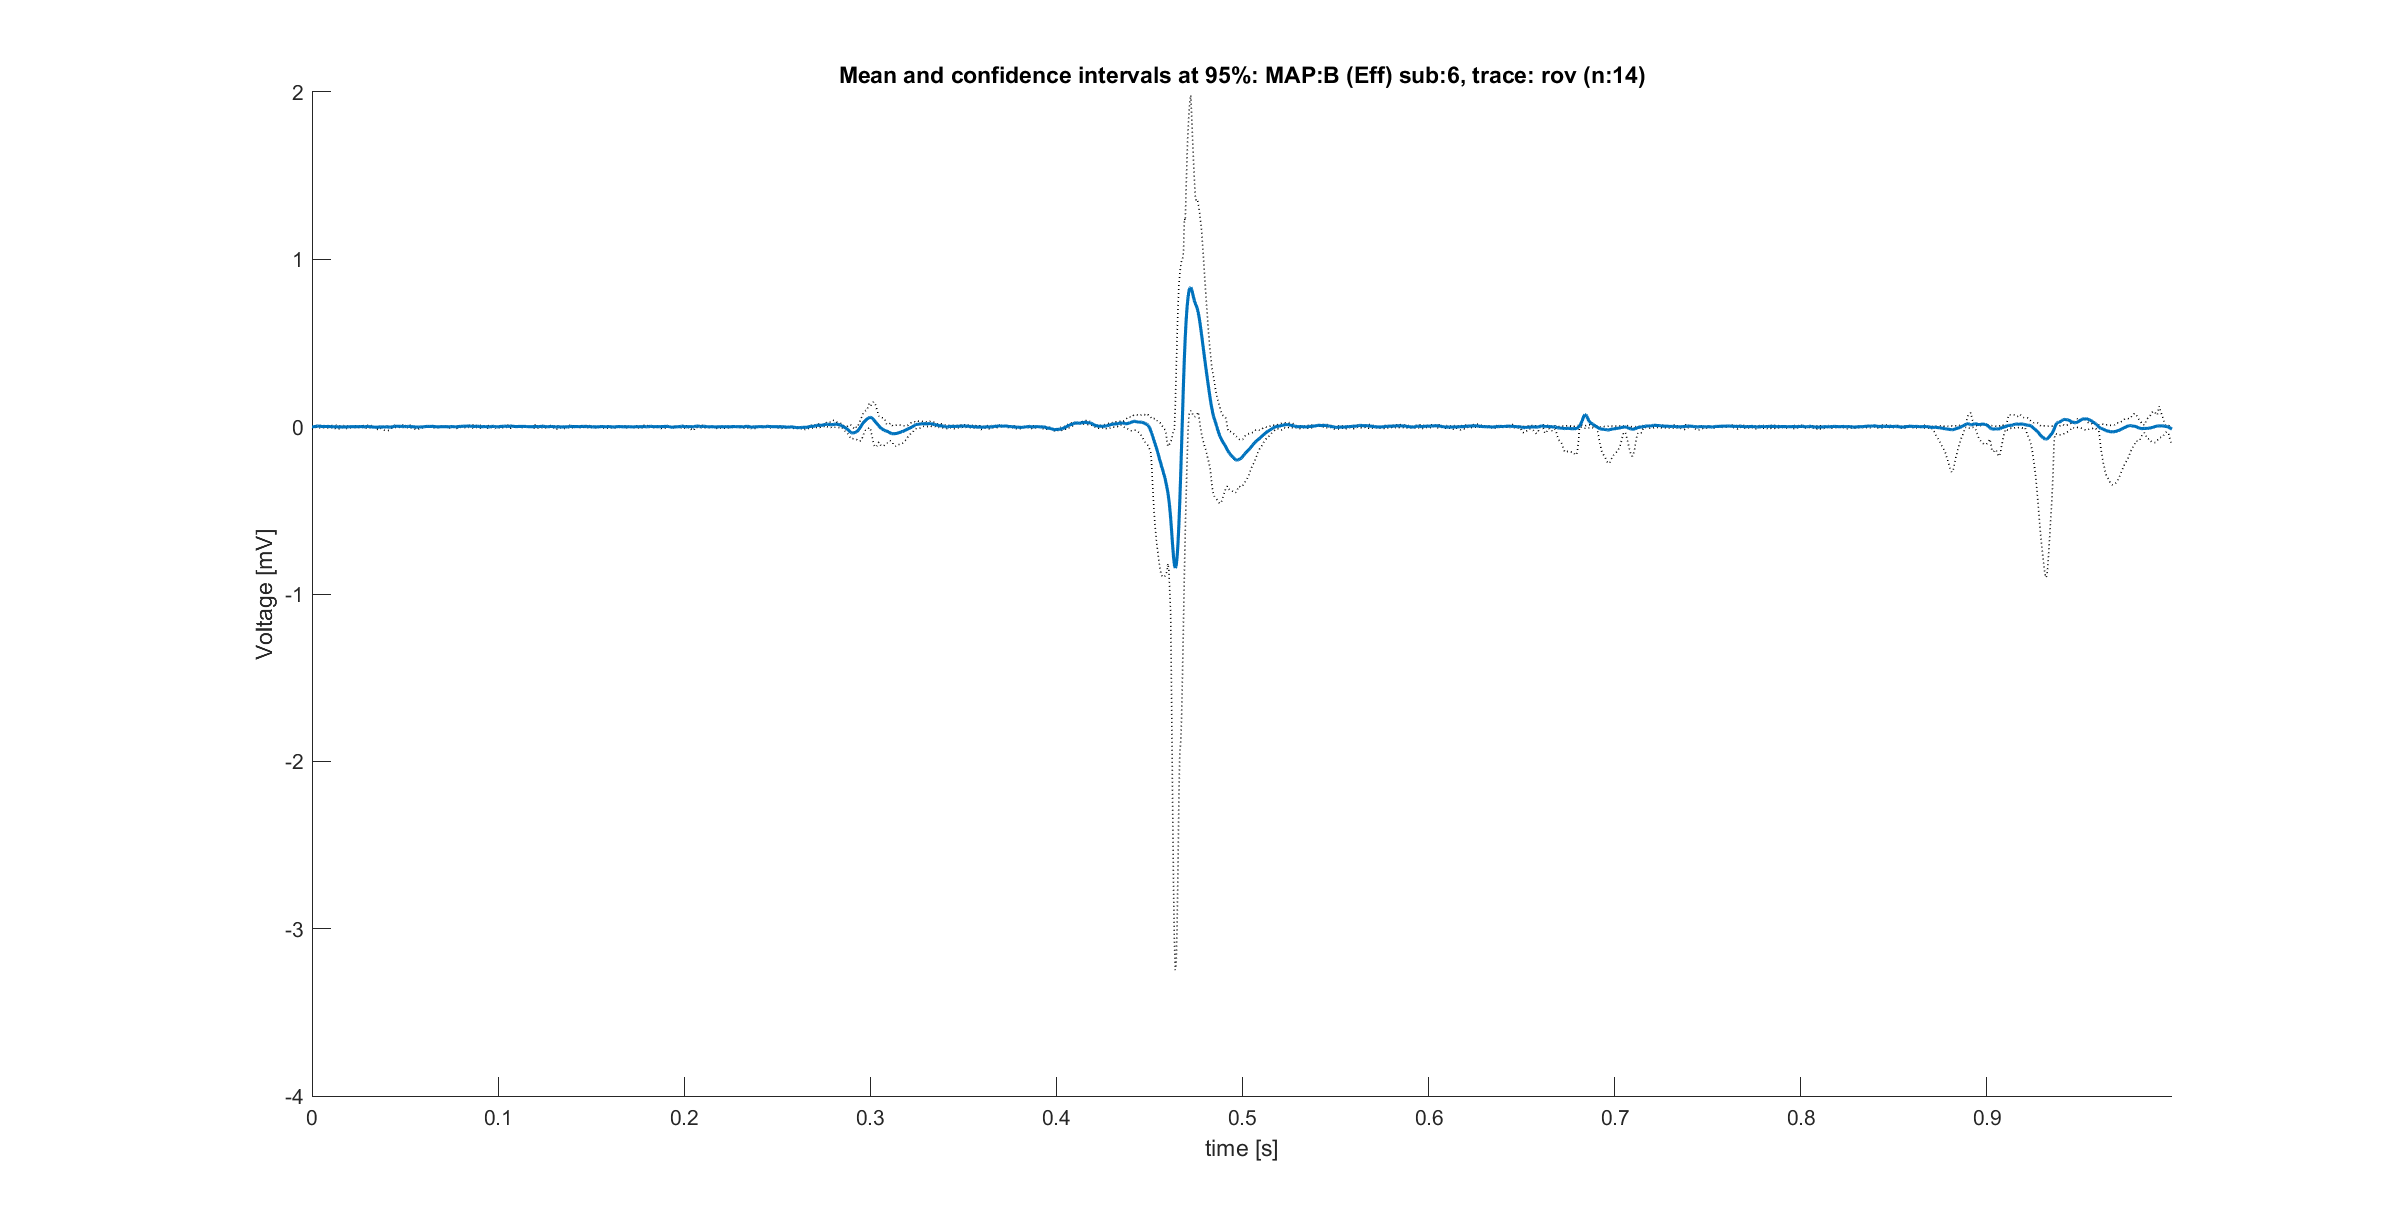 Mean and confidence intervals at 95%: MAP:B (Eff) sub:6, trace: rov (n:14)
2
1
0
-1
-2
-3
-4
Voltage [mV]
0 0.1 0.2 0.3 0.4 0.5 0.6 0.7 0.8 0.9
time [s]